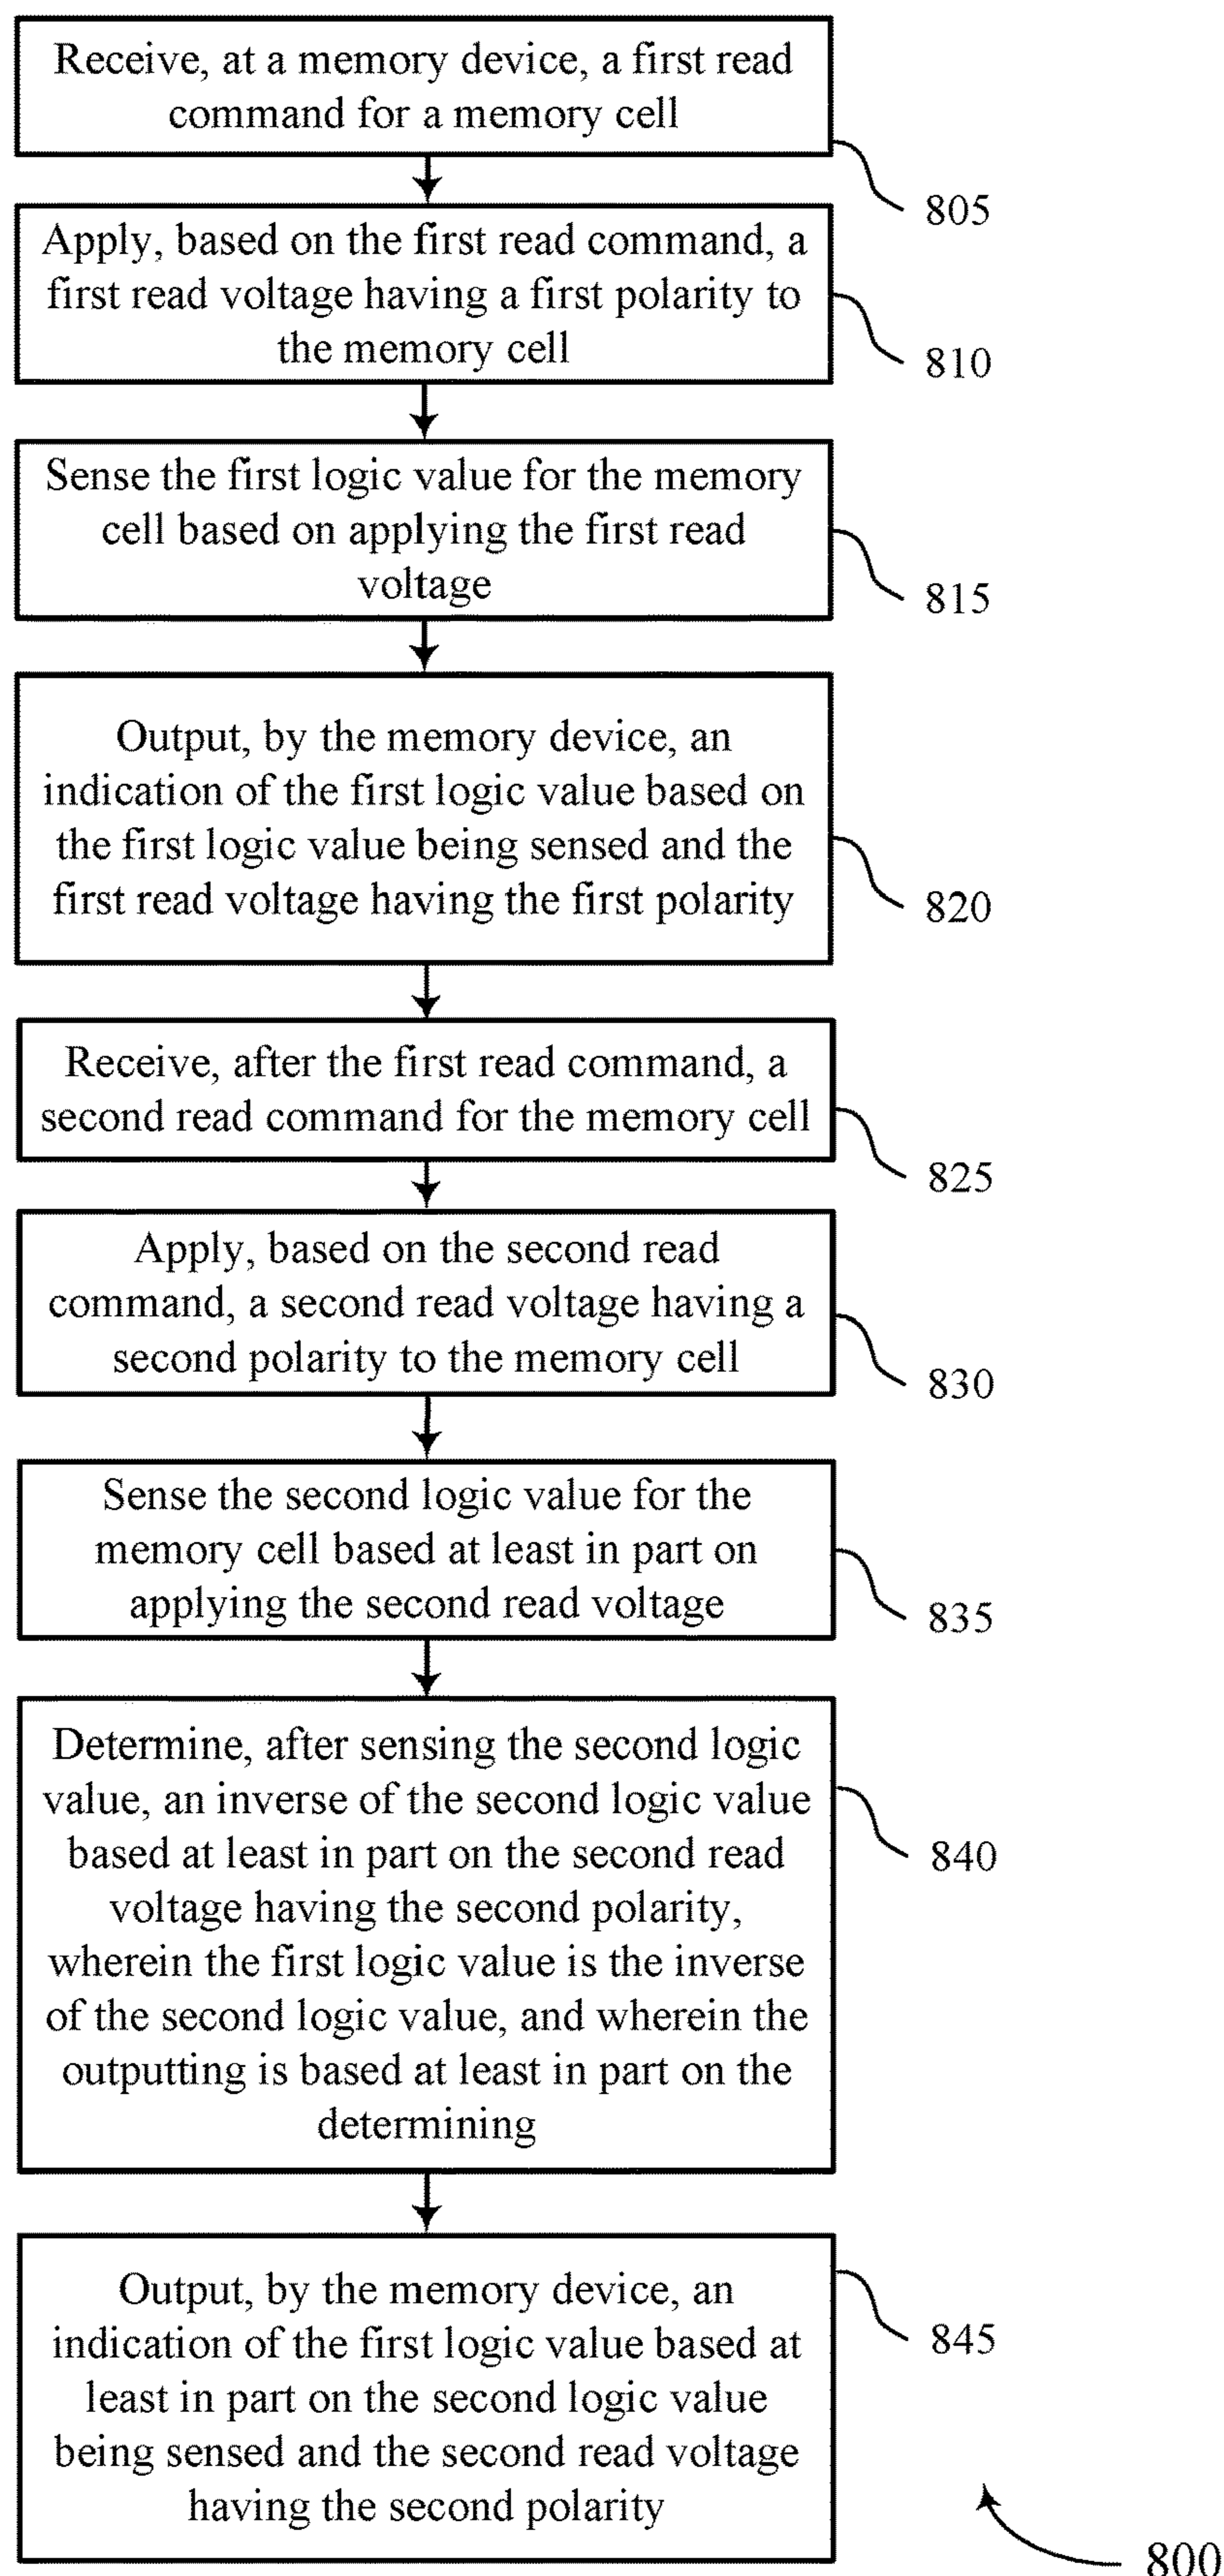 Receive, at a memory device, a first read
command for a memory cell
805
Apply, based on the first read command, a
first read voltage having a first polarity to
the memory cell
810
Sense the first logic value for the memory
cell based on applying the first read
voltage
815
Output, by the memory device, an
indication of the first logic value based on
the first logic value being sensed and the
first read voltage having the first polarity
820
Receive, after the first read command, a
second read command for the memory cell
825
Apply, based on the second read
command, a second read voltage having a
second polarity to the memory cell
830
Sense the second logic value for the
memory cell based at least in part on
applying the second read voltage
835
Determine, after sensing the second logic
value, an inverse of the second logic value
based at least in part on the second read
voltage having the second polarity,
wherein the first logic value is the inverse
of the second logic value, and wherein the
outputting is based at least in part on the
determining
840
Output, by the memory device, an
indication of the first logic value based at
least in part on the second logic value
being sensed and the second read voltage
having the second polarity
845
800